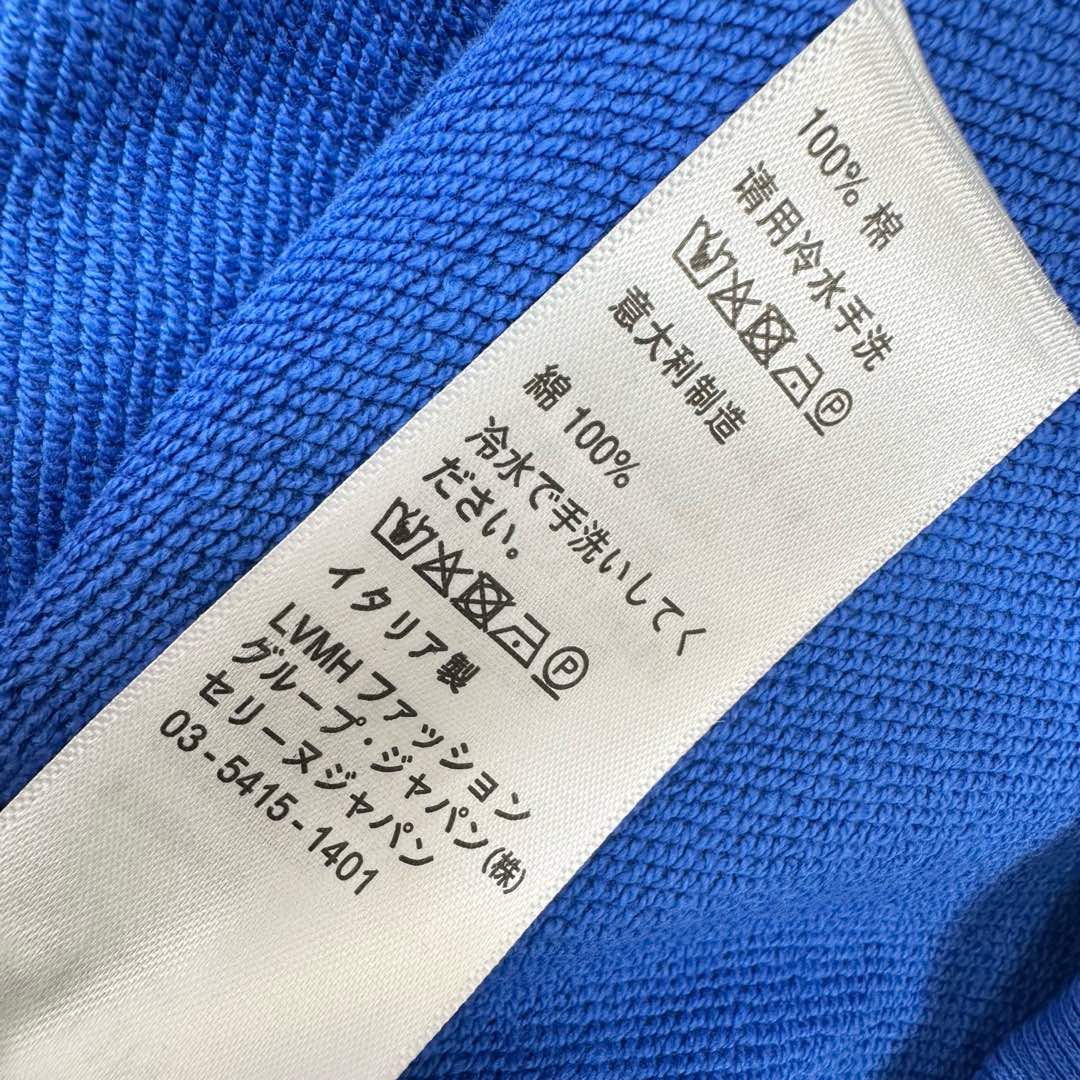 100% 棉
请用冷水手洗
P
意大利制造
綿 100%
冷水で手洗いしてく
ださい。
P
イタリア製
LVMH ファッション
グループ・ジャパン(株)
セリーヌジャパン
03 - 5415 - 1401